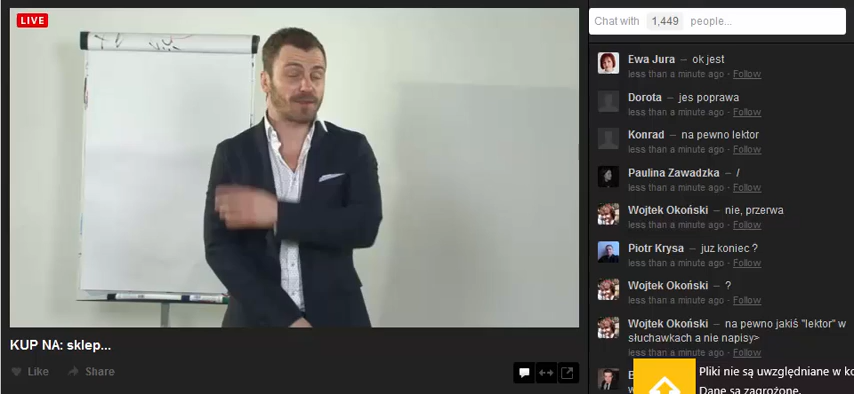 LIVE
Chat with 1,449 people...
Ewa Jura – ok jest
less than a minute ago · Follow
Dorota – jes poprawa
less than a minute ago · Follow
Konrad – na pewno lektor
less than a minute ago · Follow
Paulina Zawadzka – /
less than a minute ago · Follow
Wojtek Okoński – nie, przerwa
less than a minute ago · Follow
Piotr Krysa – juz koniec ?
less than a minute ago · Follow
Wojtek Okoński – ?
less than a minute ago · Follow
Wojtek Okoński – na pewno jakiś "lektor" w
słuchawkach a nie napisy>
less than a minute ago · Follow
KUP NA: sklep...
Like Share
Pliki nie są uwzględniane w
Dane są zagrożone.